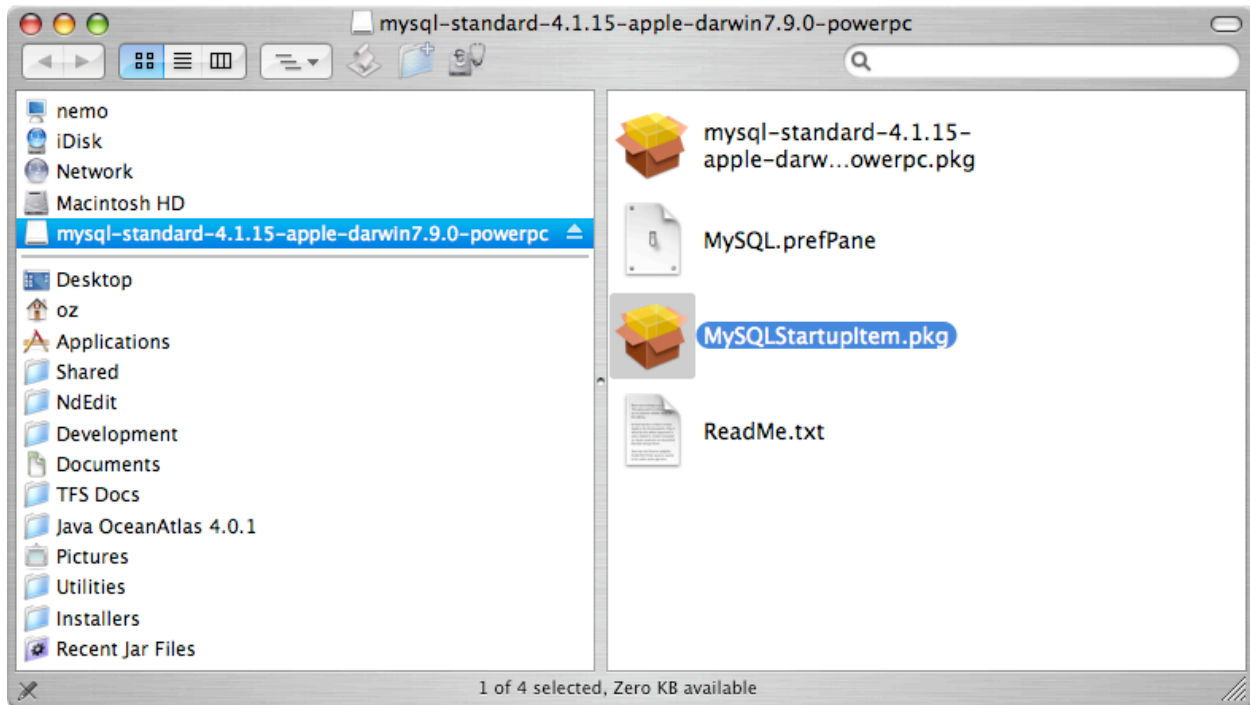 mysql-standard-4.1.15-apple-darwin7.9.0-powerpc
nemo
iDisk
Network
Macintosh HD
mysql-standard-4.1.15-apple-darwin7.9.0-powerpc
Desktop
oz
Applications
Shared
NdEdit
Development
Documents
TFS Docs
Java OceanAtlas 4.0.1
Pictures
Utilities
Installers
Recent Jar Files
mysql-standard-4.1.15-
apple-darw...owerpc.pkg
MySQL.prefPane
MySQLStartupItem.pkg
ReadMe.txt
1 of 4 selected, Zero KB available